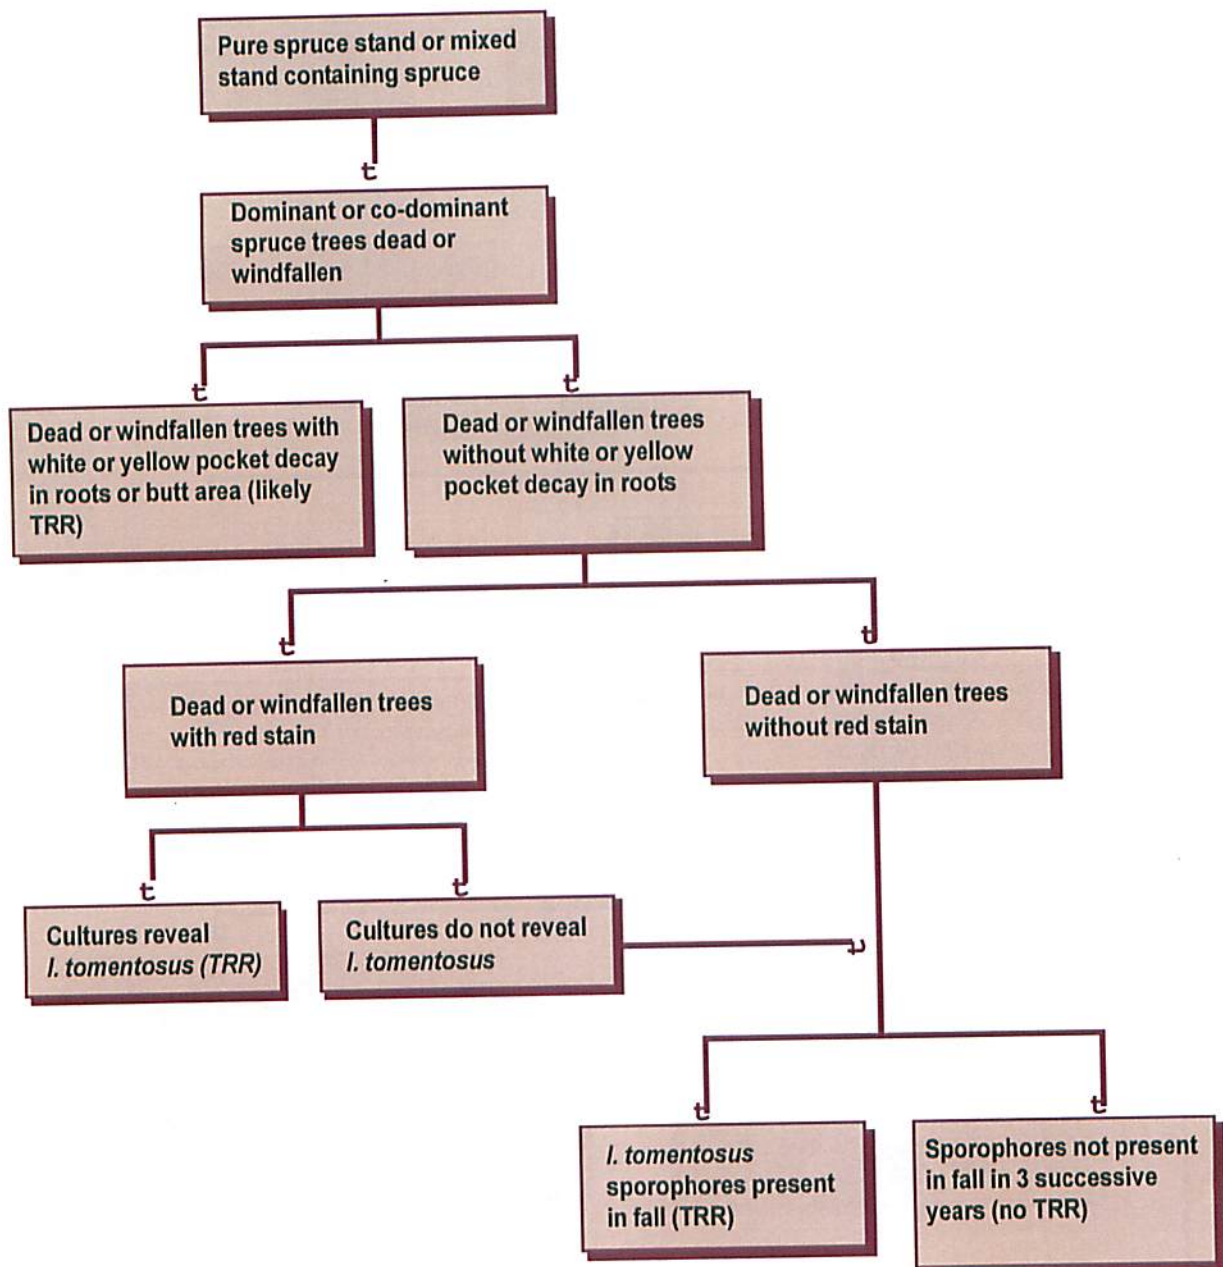 Pure spruce stand or mixed
stand containing spruce
t
Dominant or co-dominant
spruce trees dead or
windfallen
t
t
Dead or windfallen trees with
white or yellow pocket decay
in roots or butt area (likely
TRR)
Dead or windfallen trees
without white or yellow
pocket decay in roots
t
t
Dead or windfallen trees
with red stain
Dead or windfallen trees
without red stain
t
t
Cultures reveal
I. tomentosus (TRR)
Cultures do not reveal
I. tomentosus
t
t
t
I. tomentosus
sporophores present
in fall (TRR)
Sporophores not present
in fall in 3 successive
years (no TRR)